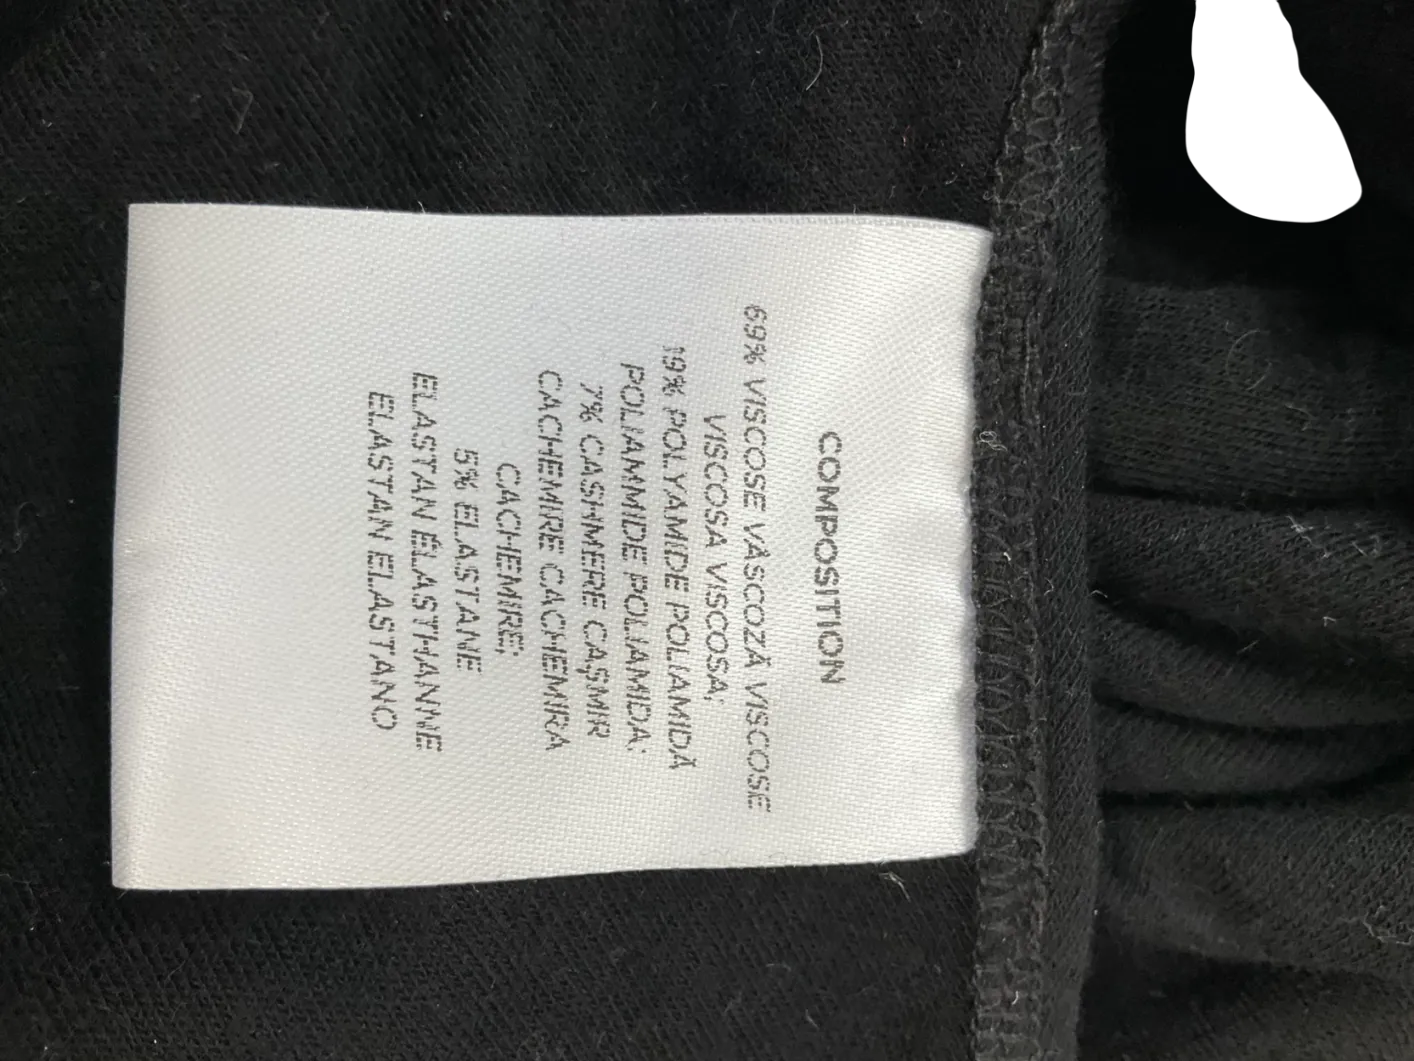 COMPOSITION
69% VISCOSE VÂSCOZĂ VISCOSE
VISCOSA VISCOSA;
19% POLYAMIDE POLIAMIDĂ
POLIAMMIDE POLIAMIDA;
7% CASHMERE CAȘMIR
CACHEMIRE CACHEMIRA
CACHEMIRE;
5% ELASTANE
ELASTAN ÉLASTHANNE
ELASTAN ELASTANO